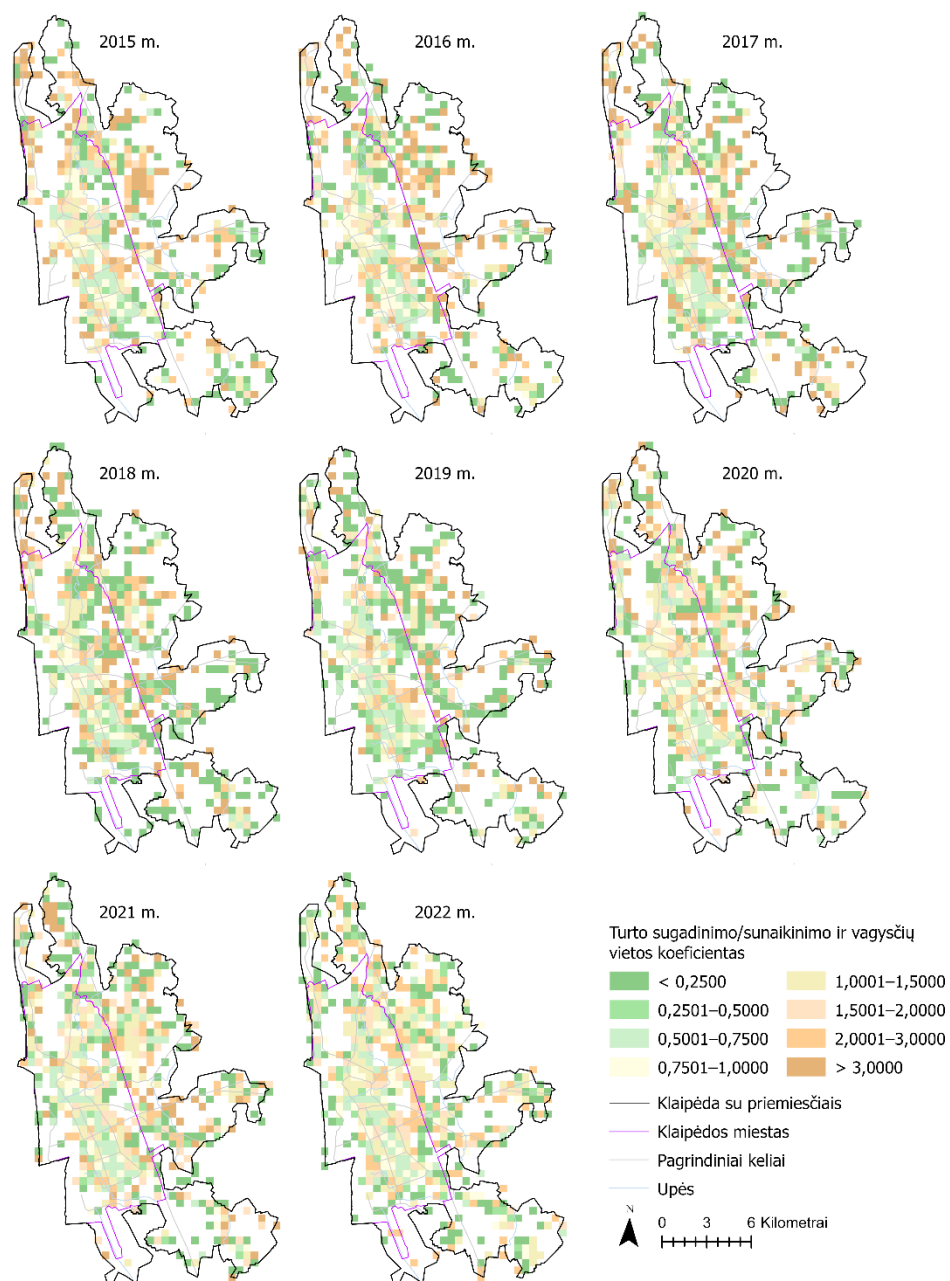 2015 m.
2016 m.
2017 m.
2018 m.
2019 m.
2020 m.
2021 m.
2022 m.
Turto sugadinimo/sunaikinimo ir vagysčių
vietos koeficientas
< 0,2500
0,2501–0,5000
0,5001–0,7500
0,7501–1,0000
1,0001–1,5000
1,5001–2,0000
2,0001–3,0000
> 3,0000
Klaipėda su priemiesčiais
Klaipėdos miestas
Pagrindiniai keliai
Upės
N
0 3 6 Kilometrai